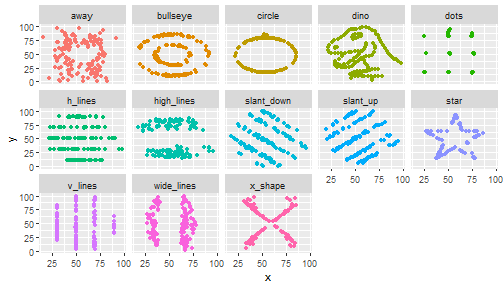 away bullseye circle dino dots
100
75
50
25
0
h_lines high_lines slant_down slant_up star
100
75
50
25
0
25 50 75 100 25 50 75 100
v_lines wide_lines x_shape
100
75
50
25
0
25 50 75 100 25 50 75 100 25 50 75 100
y
x